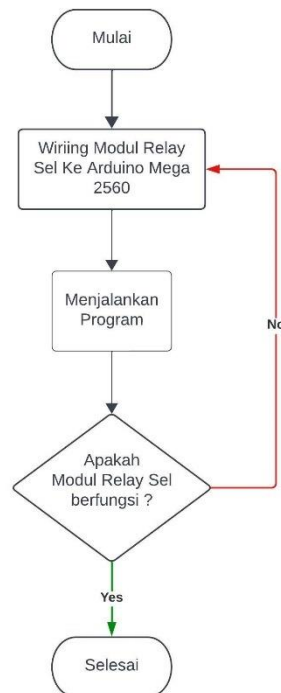 Mulai
Wiriing Modul Relay
Sel Ke Arduino Mega
2560
Menjalankan
Program
No
Apakah
Modul Relay Sel
berfungsi ?
Yes
Selesai